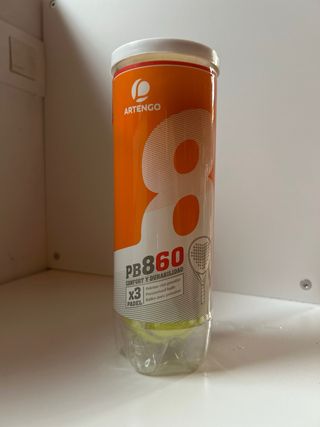 ARTENGO
8
PB860
CONFORT Y DURABILIDAD
x3
PADEL